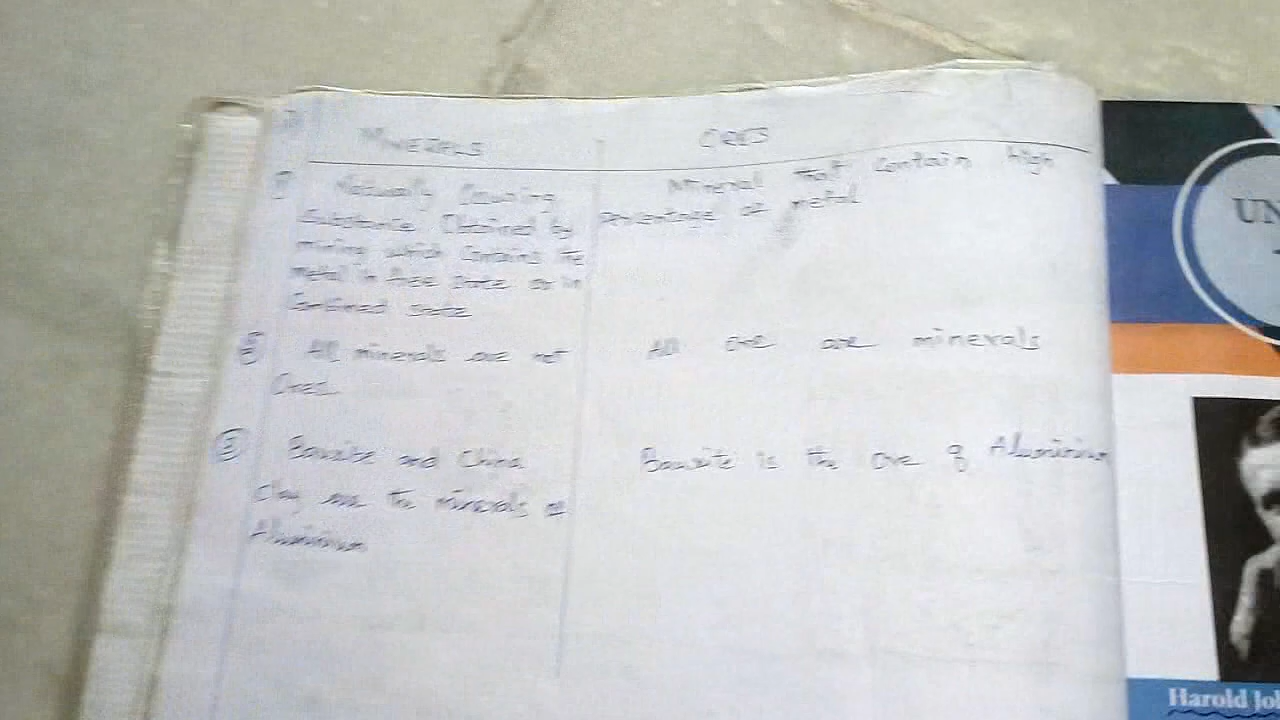 MINERALS
ORES
Naturally Occuring
Substance Obtained by
mining which Contains the
metal in free state or in
Combined state
Mineral that contain high
percentage of metal
All minerals are not
Ores.
All ore are minerals
③ Bauxite and China
clay are the minerals of
Aluminium
Bauxite is the ore of Aluminium
UN
Harold Jo